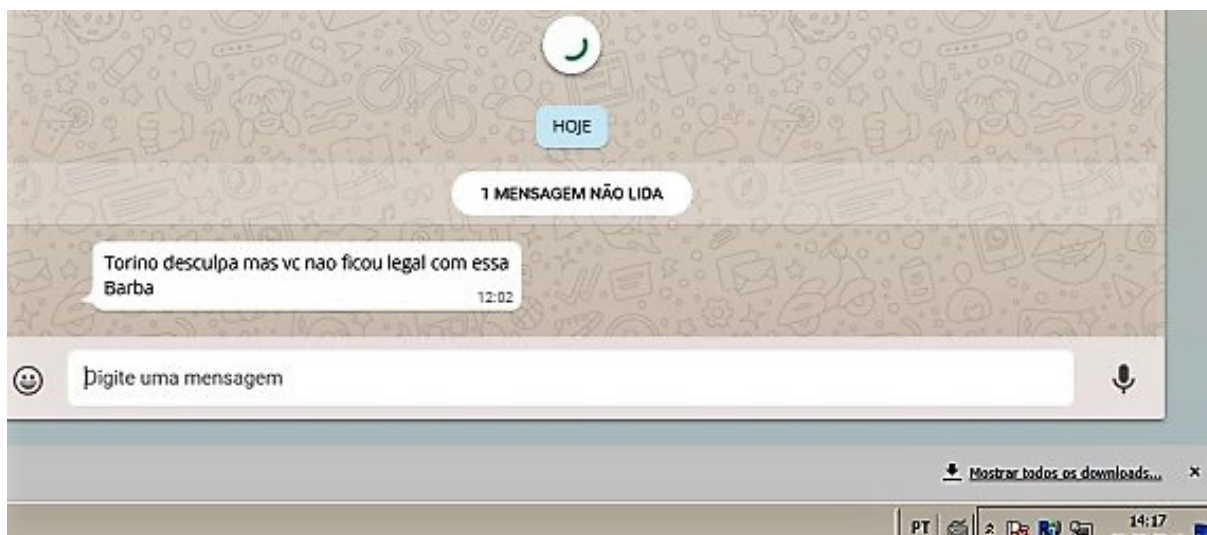 HOJE
1 MENSAGEM NÃO LIDA
Torino desculpa mas vc nao ficou legal com essa
Barba
12:02
Digite uma mensagem
Mostrar todos os downloads...
PT
14:17